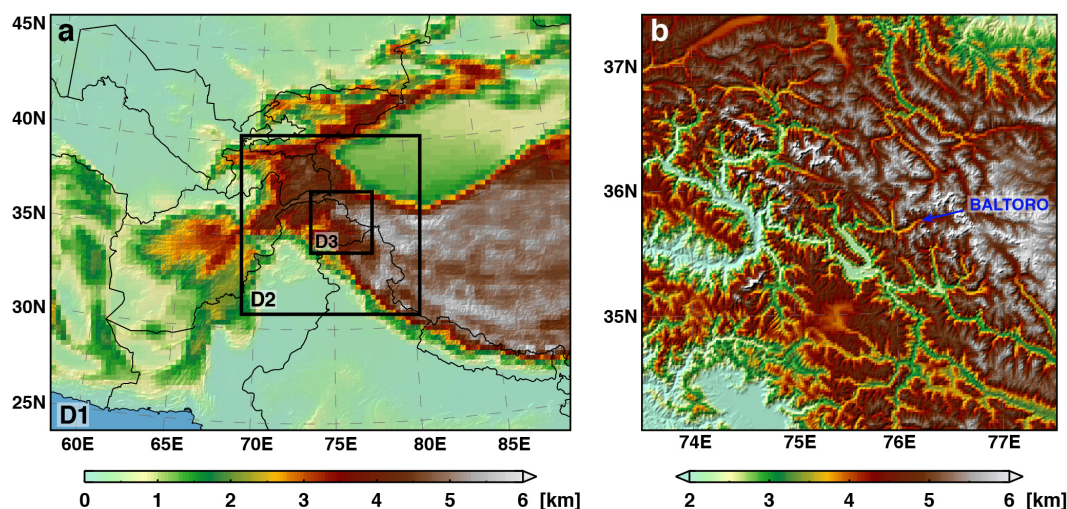 a
45N
40N
35N
30N
25N
D1
D2
D3
60E 65E 70E 75E 80E 85E
0 1 2 3 4 5 6 [km]
b
37N
36N
35N
BALTORO
74E 75E 76E 77E
2 3 4 5 6 [km]